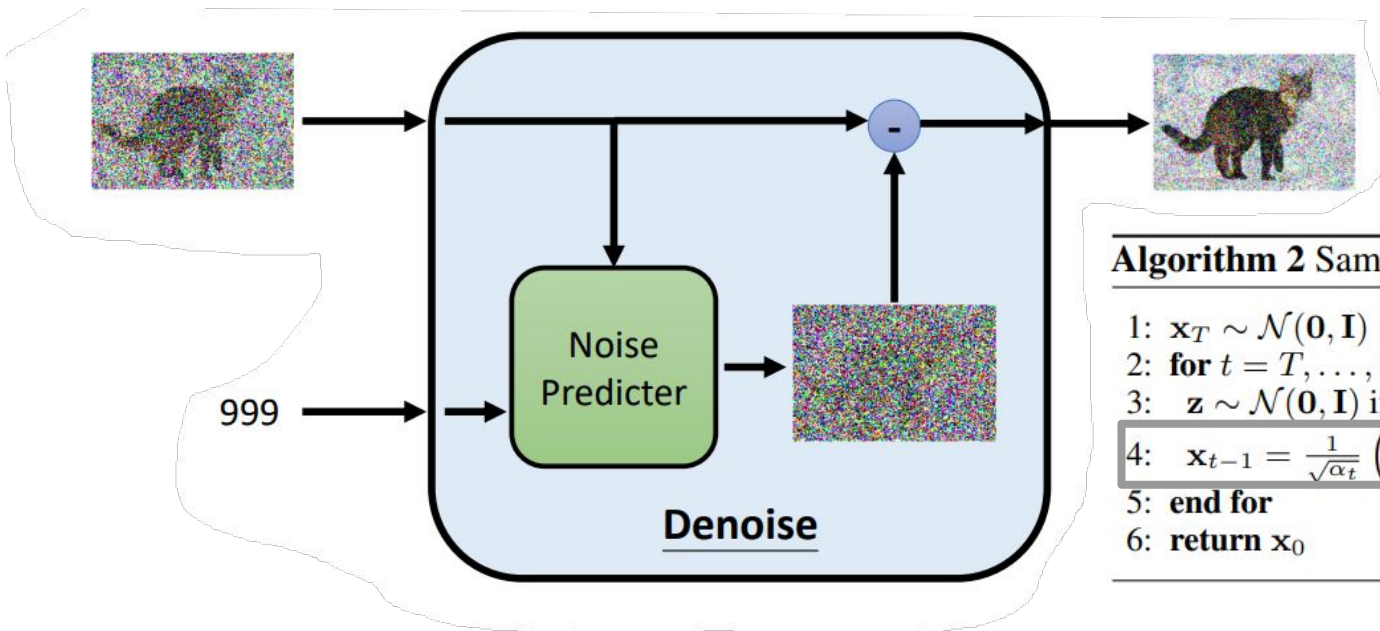 -
Noise
Predicter
999
Denoise
Algorithm 2 Sam
1: x_T ∼ N(0, I)
2: for t = T, . . . ,
3: z ∼ N(0, I) i
4: x_{t−1} = 1/√α_t (
5: end for
6: return x_0